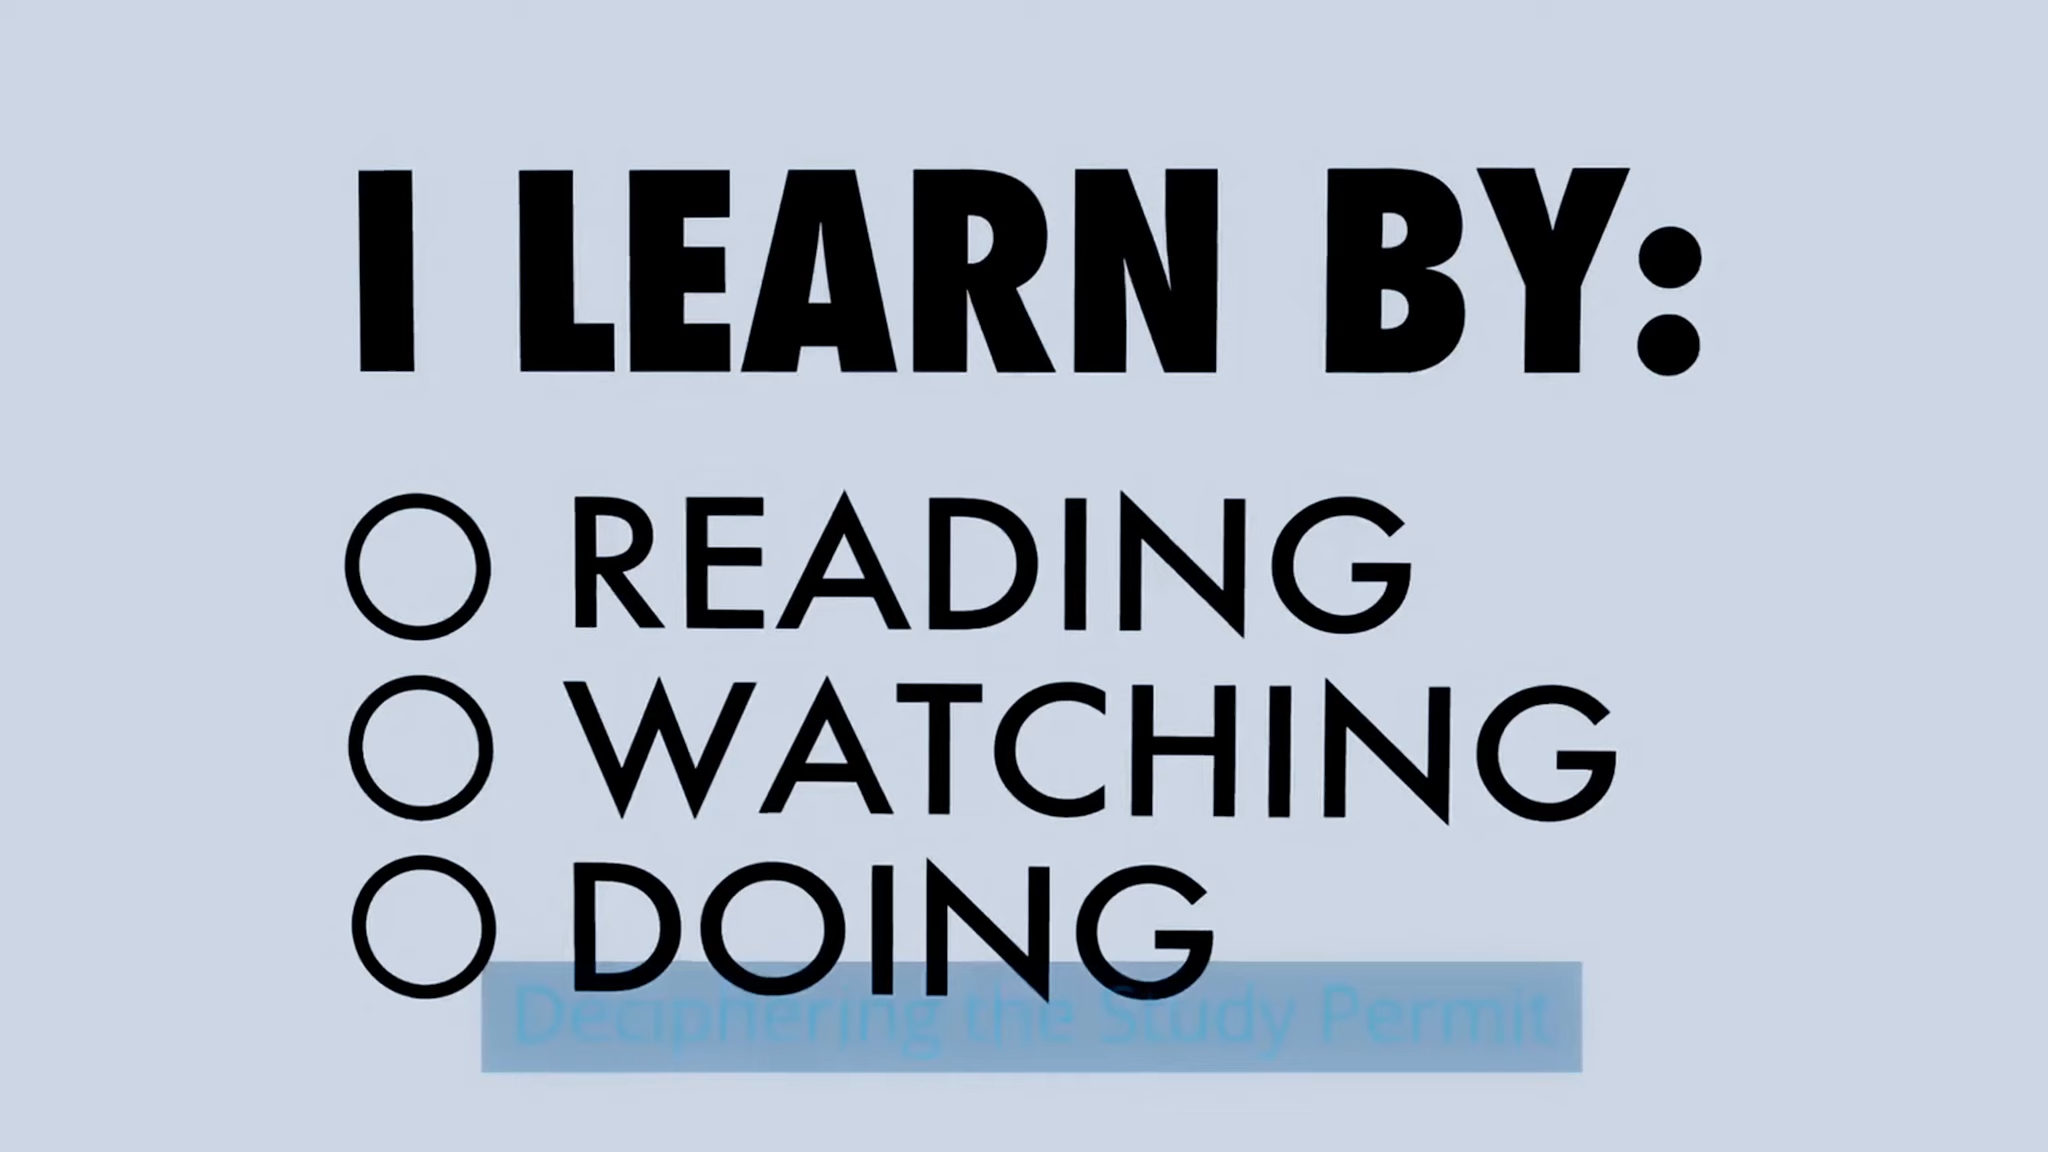 I LEARN BY:
READING
WATCHING
DOING
Deciphering the Study Permit